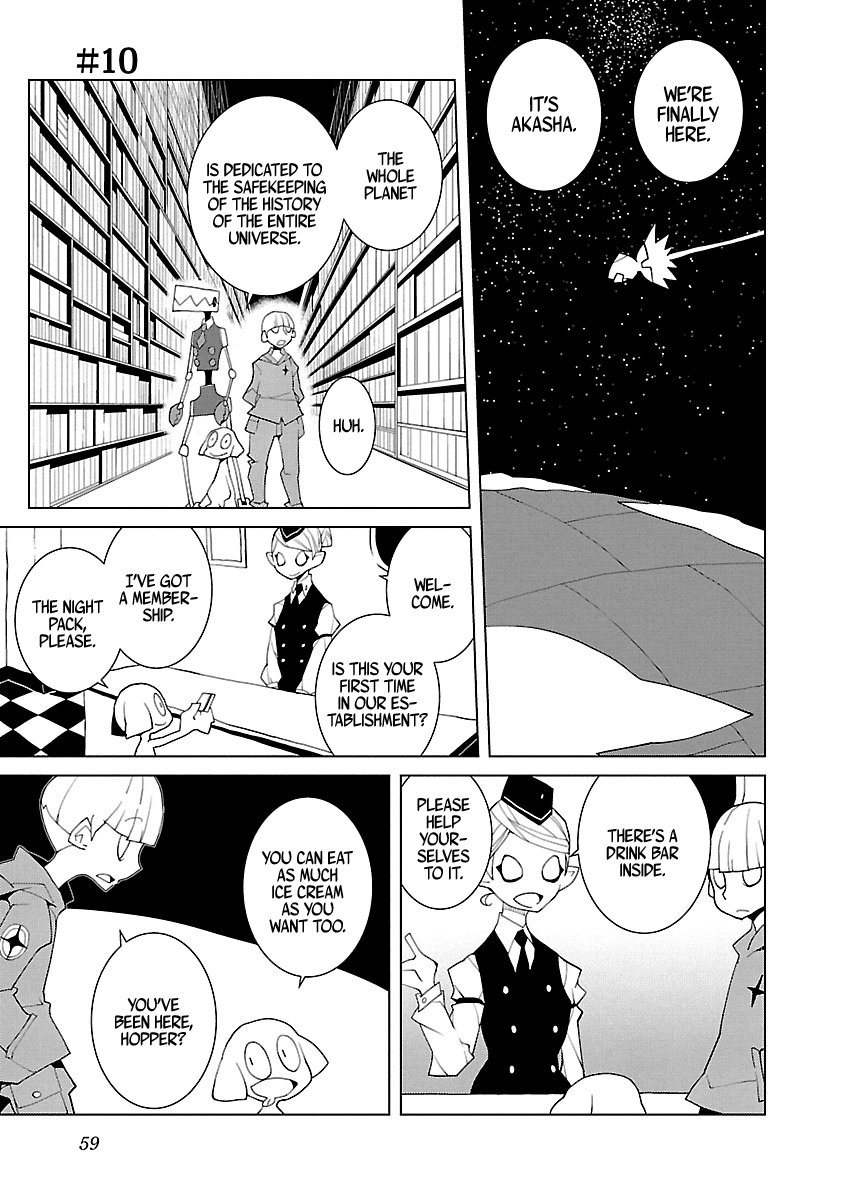 #10
WE'RE
FINALLY
HERE.
IT'S
AKASHA.
THE
WHOLE
PLANET
IS DEDICATED TO
THE SAFEKEEPING
OF THE HISTORY
OF THE ENTIRE
UNIVERSE.
HUH.
WEL-
COME.
IS THIS YOUR
FIRST TIME
IN OUR ES-
TABLISHMENT?
I'VE GOT
A MEMBER-
SHIP.
THE NIGHT
PACK,
PLEASE.
THERE'S A
DRINK BAR
INSIDE.
PLEASE
HELP
YOUR-
SELVES
TO IT.
YOU CAN EAT
AS MUCH
ICE CREAM
AS YOU
WANT TOO.
YOU'VE
BEEN HERE,
HOPPER?
59